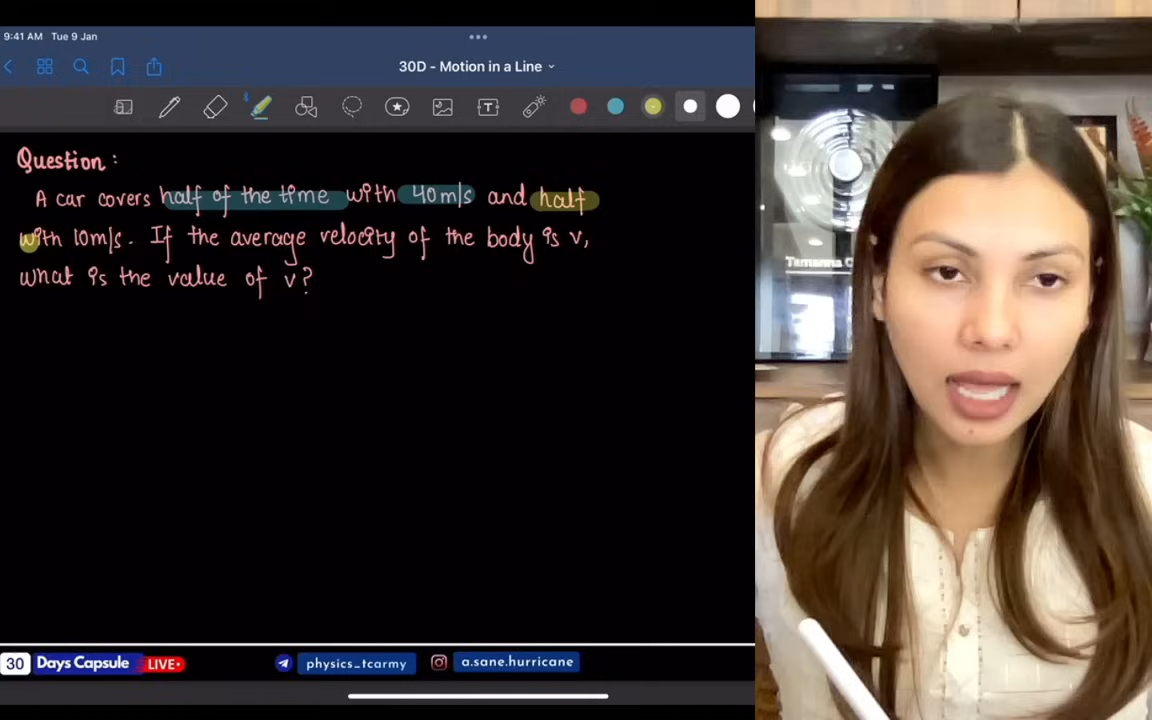 9:41 AM Tue 9 Jan
30D - Motion in a Line
T
Question:
A car covers half of the time with 40 m/s and half
with 10m/s. If the average velocity of the body is v,
what is the value of v?
30 Days Capsule LIVE
physics_tcarmy
a.sane.hurricane